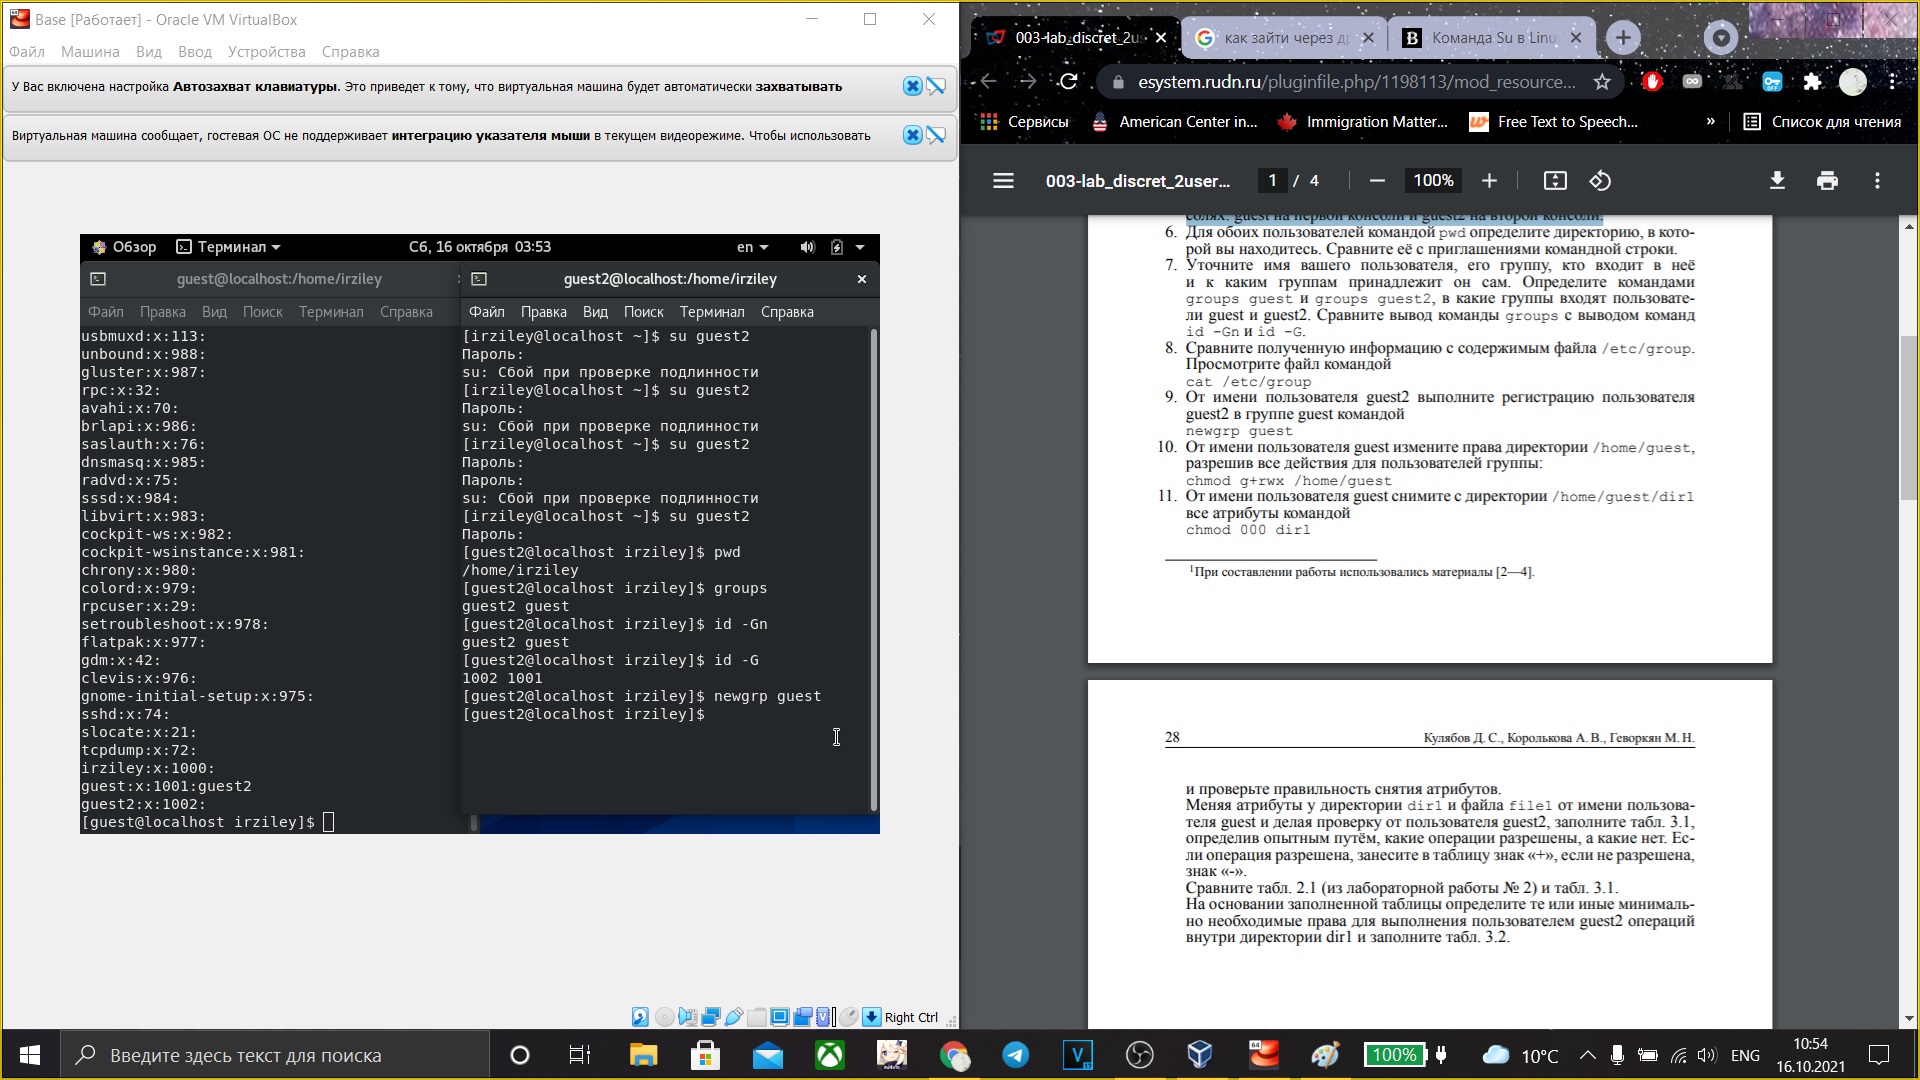 Base [Работает] - Oracle VM VirtualBox
Файл Машина Вид Ввод Устройства Справка
У Вас включена настройка Автозахват клавиатуры. Это приведет к тому, что виртуальная машина будет автоматически захватывать
Виртуальная машина сообщает, гостевая ОС не поддерживает интеграцию указателя мыши в текущем видеорежиме. Чтобы использовать
Обзор Терминал Сб, 16 октября 03:53 en
guest@localhost:/home/irziley
Файл Правка Вид Поиск Терминал Справка
usbmuxd:x:113:
unbound:x:988:
gluster:x:987:
rpc:x:32:
avahi:x:70:
brlapi:x:986:
saslauth:x:76:
dnsmasq:x:985:
radvd:x:75:
sssd:x:984:
libvirt:x:983:
cockpit-ws:x:982:
cockpit-wsinstance:x:981:
chrony:x:980:
colord:x:979:
rpcuser:x:29:
setroubleshoot:x:978:
flatpak:x:977:
gdm:x:42:
clevis:x:976:
gnome-initial-setup:x:975:
sshd:x:74:
slocate:x:21:
tcpdump:x:72:
irziley:x:1000:
guest:x:1001:guest2
guest2:x:1002:
[guest@localhost irziley]$
guest2@localhost:/home/irziley
Файл Правка Вид Поиск Терминал Справка
[irziley@localhost ~]$ su guest2
Пароль:
su: Сбой при проверке подлинности
[irziley@localhost ~]$ su guest2
Пароль:
su: Сбой при проверке подлинности
[irziley@localhost ~]$ su guest2
Пароль:
Пароль:
su: Сбой при проверке подлинности
[irziley@localhost ~]$ su guest2
Пароль:
[guest2@localhost irziley]$ pwd
/home/irziley
[guest2@localhost irziley]$ groups
guest2 guest
[guest2@localhost irziley]$ id -Gn
guest2 guest
[guest2@localhost irziley]$ id -G
1002 1001
[guest2@localhost irziley]$ newgrp guest
[guest2@localhost irziley]$
Right Ctrl
003-lab_discret_2us
как зайти через др
Команда Su в Linu
esystem.rudn.ru/pluginfile.php/1198113/mod_resource...
Сервисы American Center in... Immigration Matter... Free Text to Speech... » Список для чтения
003-lab_discret_2user... 1 / 4 100%
солях: guest на первой консоли и guest2 на второй консоли.
6. Для обоих пользователей командой pwd определите директорию, в кото-
рой вы находитесь. Сравните её с приглашениями командной строки.
7. Уточните имя вашего пользователя, его группу, кто входит в неё
и к каким группам принадлежит он сам. Определите командами
groups guest и groups guest2, в какие группы входят пользовате-
ли guest и guest2. Сравните вывод команды groups с выводом команд
id -Gn и id -G.
8. Сравните полученную информацию с содержимым файла /etc/group.
Просмотрите файл командой
cat /etc/group
9. От имени пользователя guest2 выполните регистрацию пользователя
guest2 в группе guest командой
newgrp guest
10. От имени пользователя guest измените права директории /home/guest,
разрешив все действия для пользователей группы:
chmod g+rwx /home/guest
11. От имени пользователя guest снимите с директории /home/guest/dir1
все атрибуты командой
chmod 000 dir1
1При составлении работы использовались материалы [2—4].
28 Кулябов Д. С., Королькова А. В., Геворкян М. Н.
и проверьте правильность снятия атрибутов.
Меняя атрибуты у директории dir1 и файла file1 от имени пользова-
теля guest и делая проверку от пользователя guest2, заполните табл. 3.1,
определив опытным путём, какие операции разрешены, а какие нет. Ес-
ли операция разрешена, занесите в таблицу знак «+», если не разрешена,
знак «-».
Сравните табл. 2.1 (из лабораторной работы № 2) и табл. 3.1.
На основании заполненной таблицы определите те или иные минималь-
но необходимые права для выполнения пользователем guest2 операций
внутри директории dir1 и заполните табл. 3.2.
Введите здесь текст для поиска
100% 10°C ENG
10:54
16.10.2021